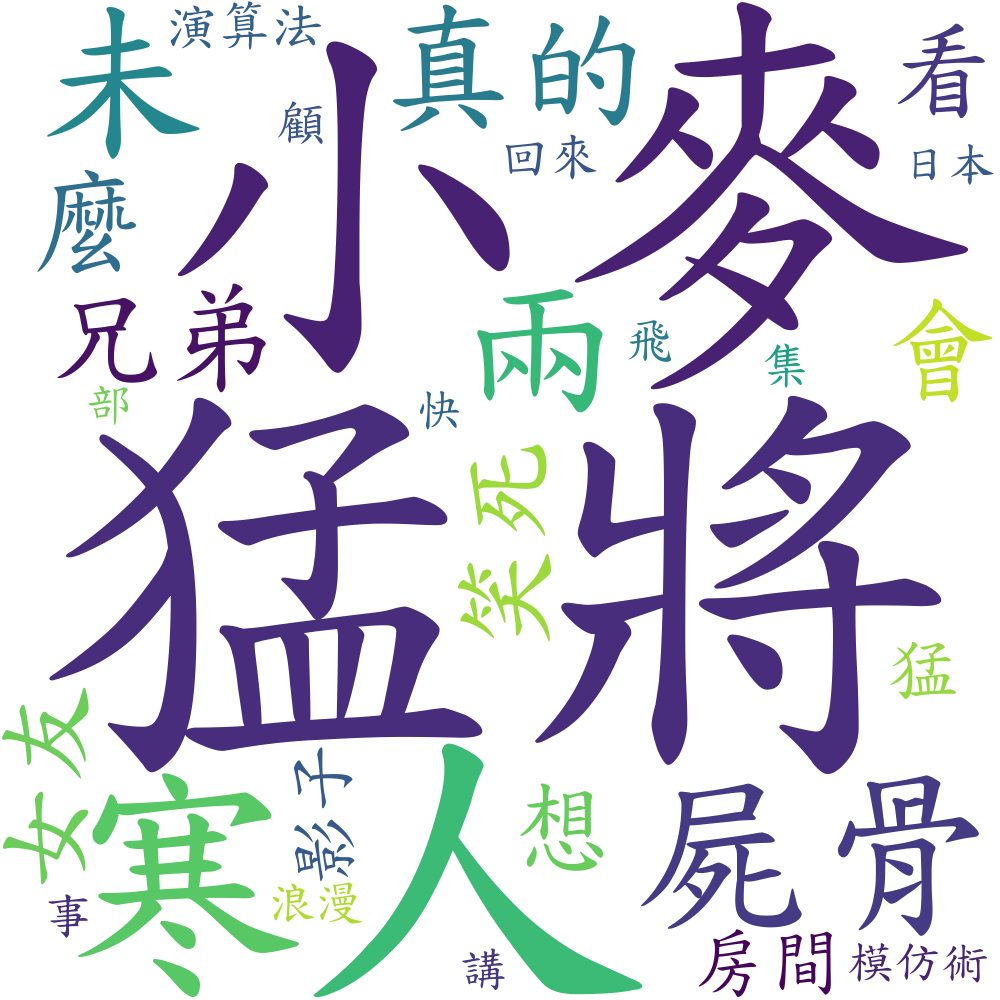 演算法
未
小麥
真的
看
顧
回來
日本
麼
兄弟
兩
飛
集
會
部
快
猛將
笑死
猛
女友
寒
人
影子
想
屍骨
浪漫
事
講
房間
模仿術